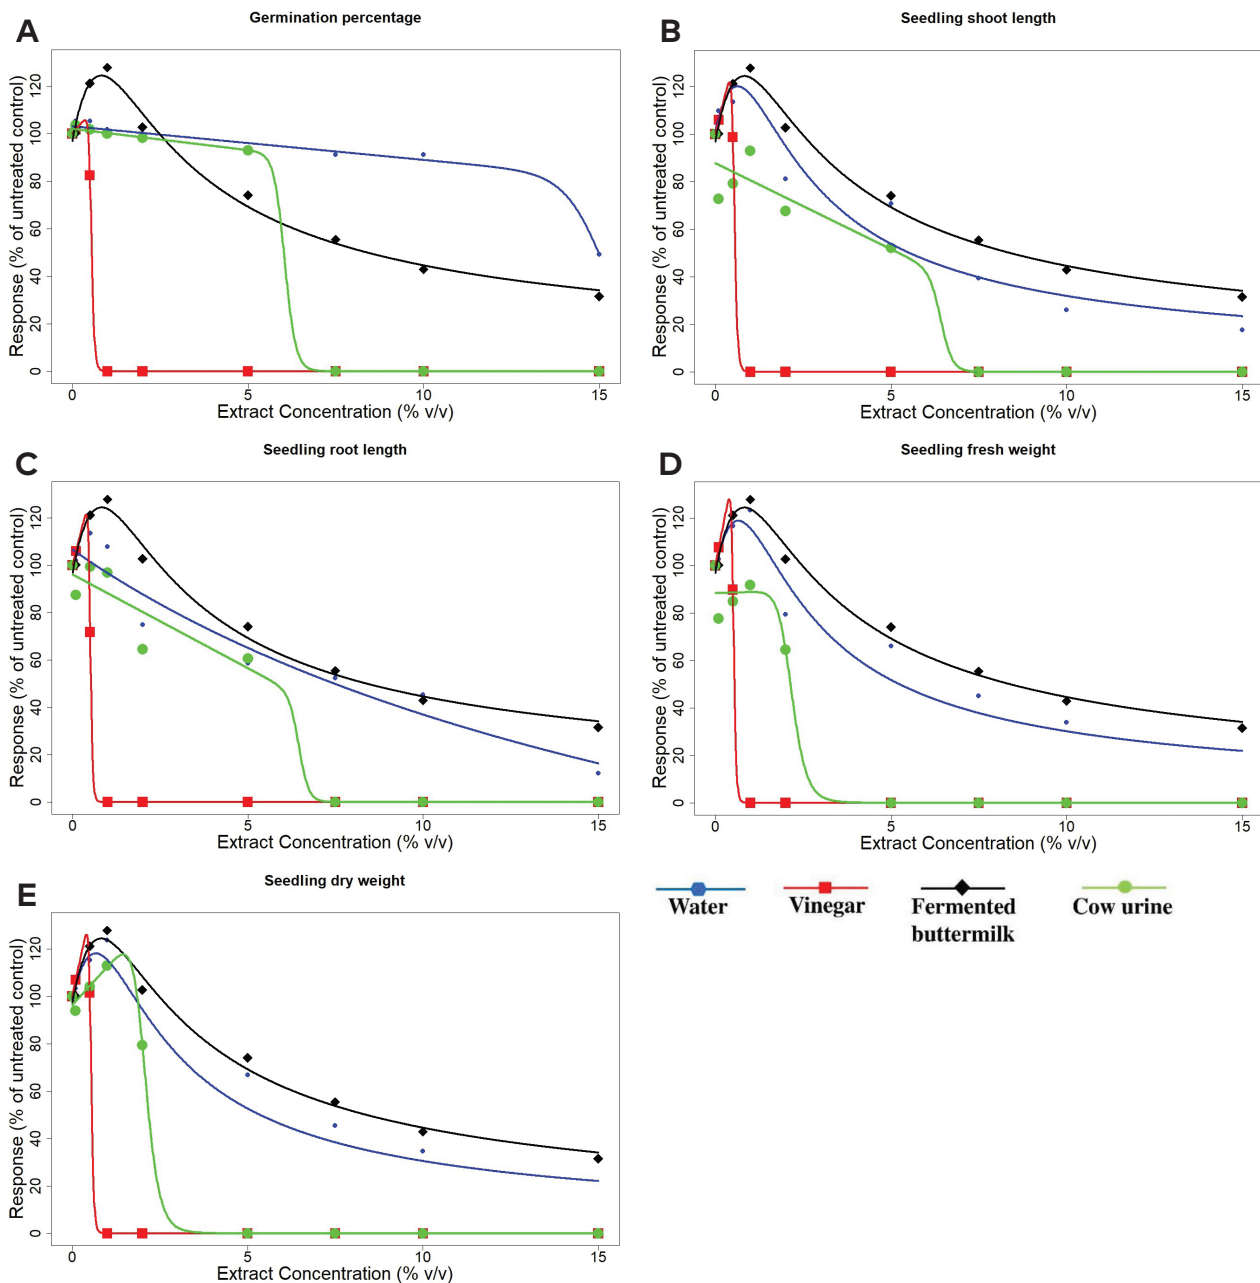 A
Germination percentage
Response (% of untreated control)
0
20
40
60
80
100
120
0
5
10
15
Extract Concentration (% v/v)
B
Seedling shoot length
Response (% of untreated control)
0
20
40
60
80
100
120
0
5
10
15
Extract Concentration (% v/v)
C
Seedling root length
Response (% of untreated control)
0
20
40
60
80
100
120
0
5
10
15
Extract Concentration (% v/v)
D
Seedling fresh weight
Response (% of untreated control)
0
20
40
60
80
100
120
0
5
10
15
Extract Concentration (% v/v)
E
Seedling dry weight
Response (% of untreated control)
0
20
40
60
80
100
120
0
5
10
15
Extract Concentration (% v/v)
Water
Vinegar
Fermented
buttermilk
Cow urine